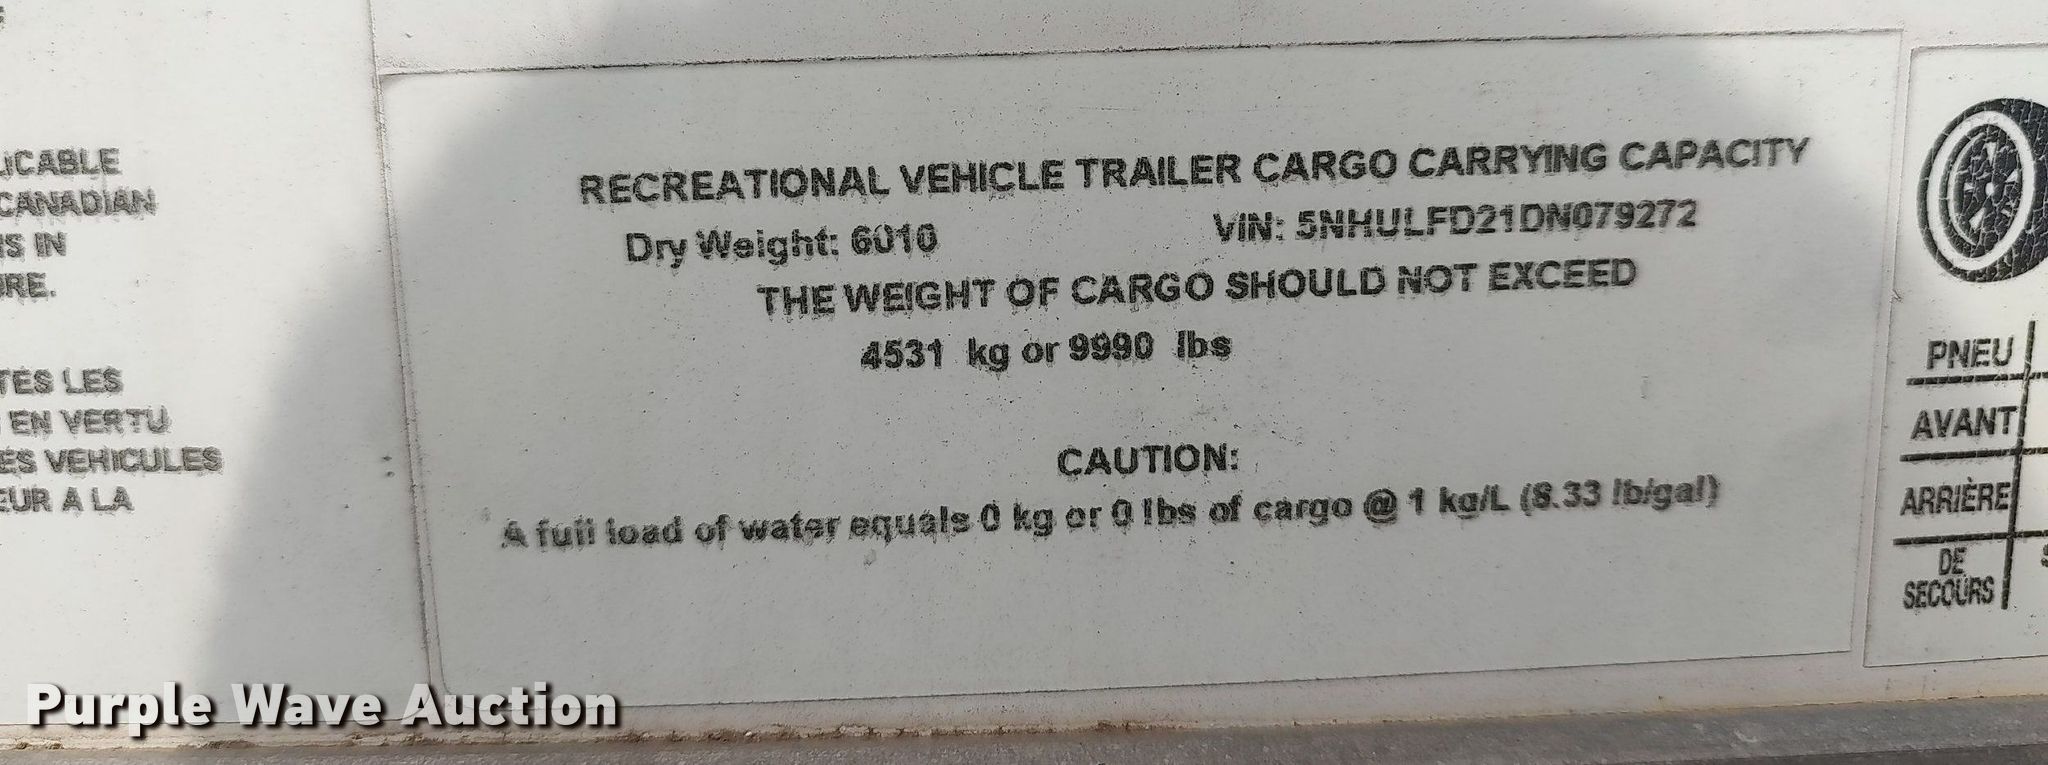 LICABLE
CANADIAN
NS IN
URE.
TES LES
EN VERTU
ES VEHICULES
EUR A LA
RECREATIONAL VEHICLE TRAILER CARGO CARRYING CAPACITY
Dry Weight: 6010 VIN: 5NHULFD21DN079272
THE WEIGHT OF CARGO SHOULD NOT EXCEED
4531 kg or 9990 lbs
CAUTION:
A full load of water equals 0 kg or 0 lbs of cargo @ 1 kg/L (8.33 lb/gal)
PNEU
AVANT
ARRIÈRE
DE
SECOURS
Purple Wave Auction